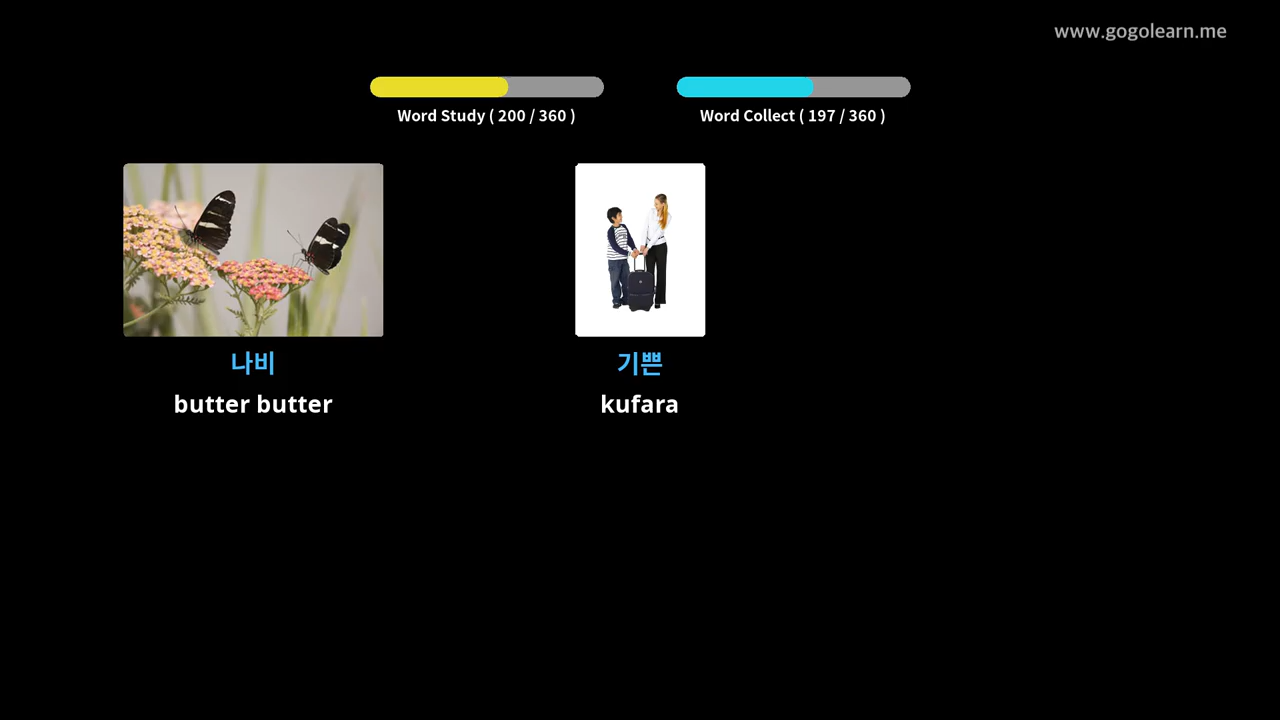 www.gogolearn.me
Word Study ( 200 / 360 )
Word Collect ( 197 / 360 )
나비
butter butter
기쁜
kufara